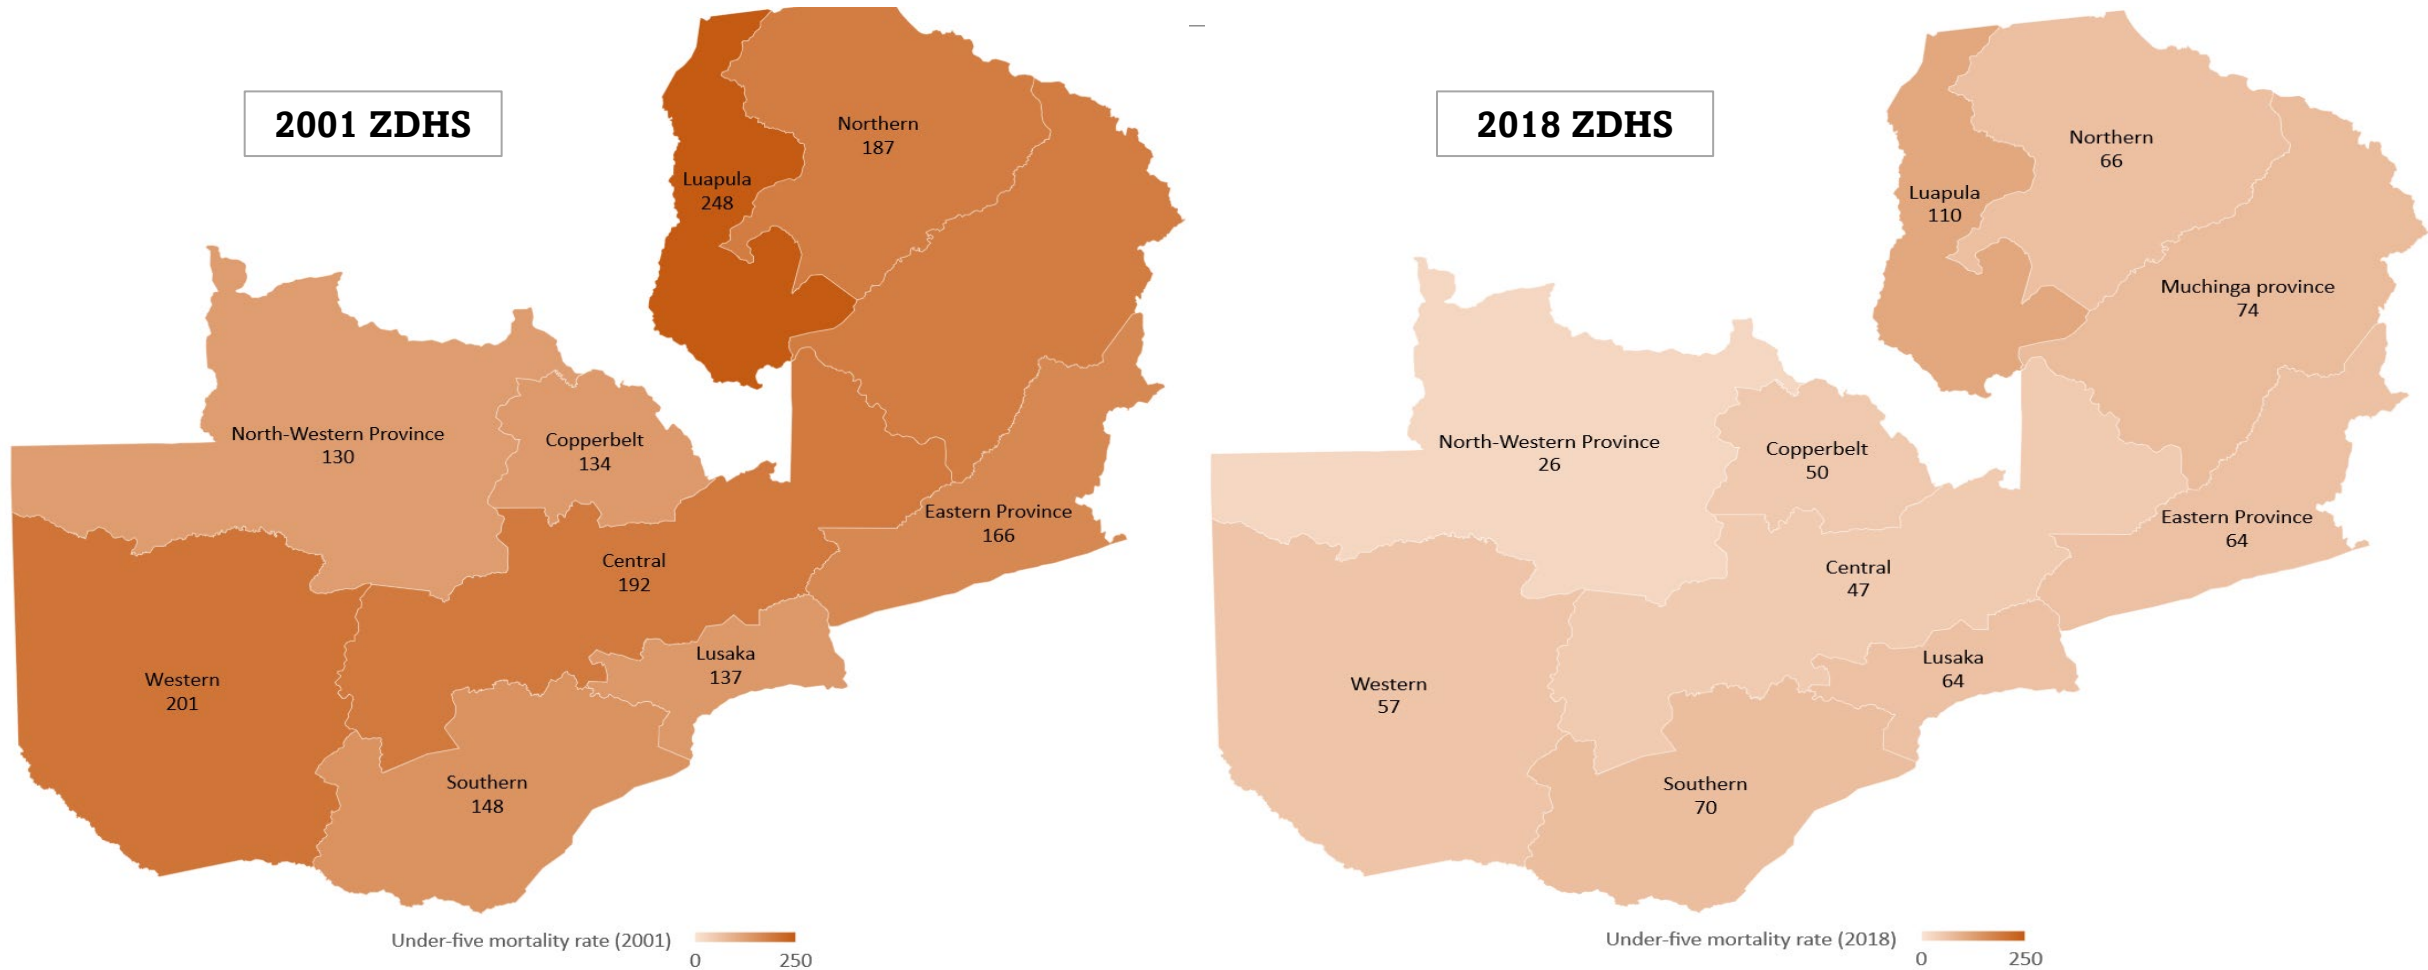 2001 ZDHS
Northern
187
Luapula
248
North-Western Province
130
Copperbelt
134
Eastern Province
166
Central
192
Lusaka
137
Western
201
Southern
148
Under-five mortality rate (2001)
0 250
2018 ZDHS
Northern
66
Luapula
110
Muchinga province
74
North-Western Province
26
Copperbelt
50
Eastern Province
64
Central
47
Lusaka
64
Western
57
Southern
70
Under-five mortality rate (2018)
0 250